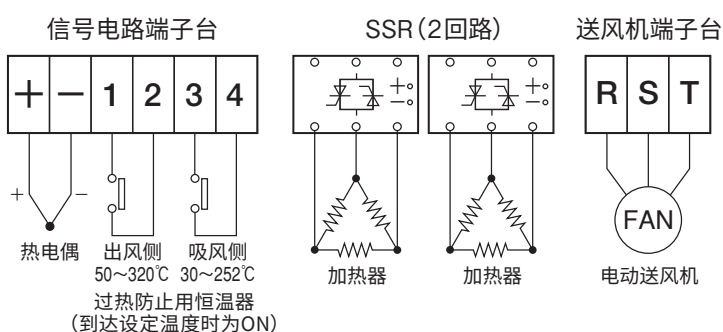 信号电路端子台
SSR（2回路）
送风机端子台
＋ － 1 2 3 4
＋
－
＋
－
R S T
＋
－
FAN
热电偶
出风侧
50～320℃
吸风侧
30～252℃
加热器
加热器
电动送风机
过热防止用恒温器
（到达设定温度时为ON）